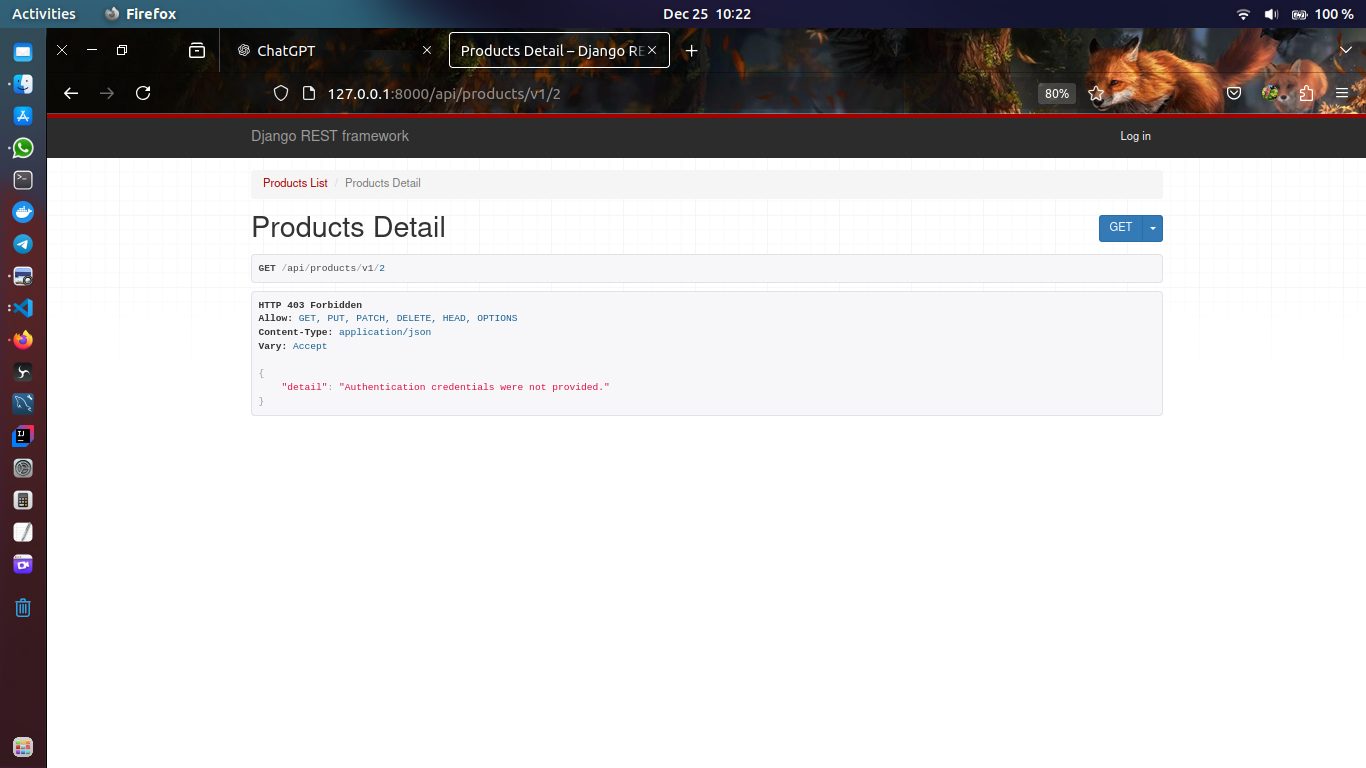 Activities Firefox Dec 25 10:22 100 %
ChatGPT Products Detail – Django RE
127.0.0.1:8000/api/products/v1/2 80%
Django REST framework Log in
Products List / Products Detail
Products Detail GET
GET /api/products/v1/2
HTTP 403 Forbidden
Allow: GET, PUT, PATCH, DELETE, HEAD, OPTIONS
Content-Type: application/json
Vary: Accept
{
"detail": "Authentication credentials were not provided."
}